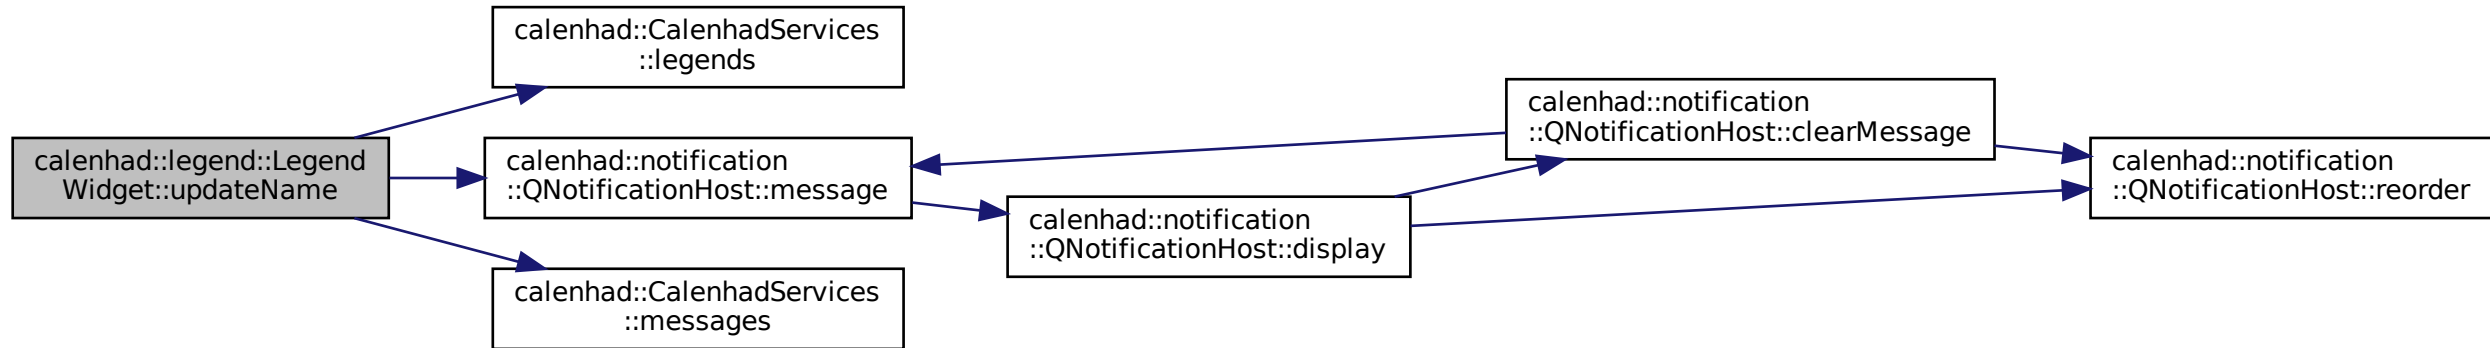 calenhad::legend::Legend
Widget::updateName
calenhad::CalenhadServices
::legends
calenhad::notification
::QNotificationHost::message
calenhad::CalenhadServices
::messages
calenhad::notification
::QNotificationHost::display
calenhad::notification
::QNotificationHost::clearMessage
calenhad::notification
::QNotificationHost::reorder